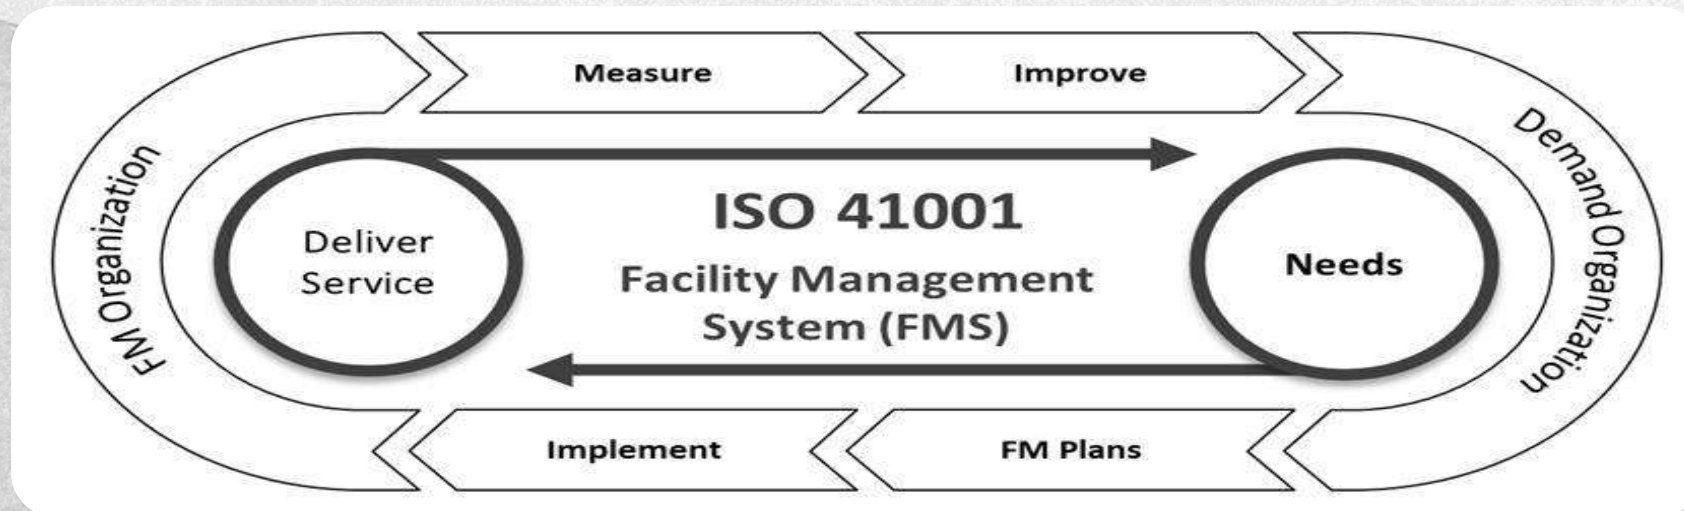 Measure
Improve
FM Organization
Deliver
Service
ISO 41001
Facility Management
System (FMS)
Needs
Demand Organization
Implement
FM Plans